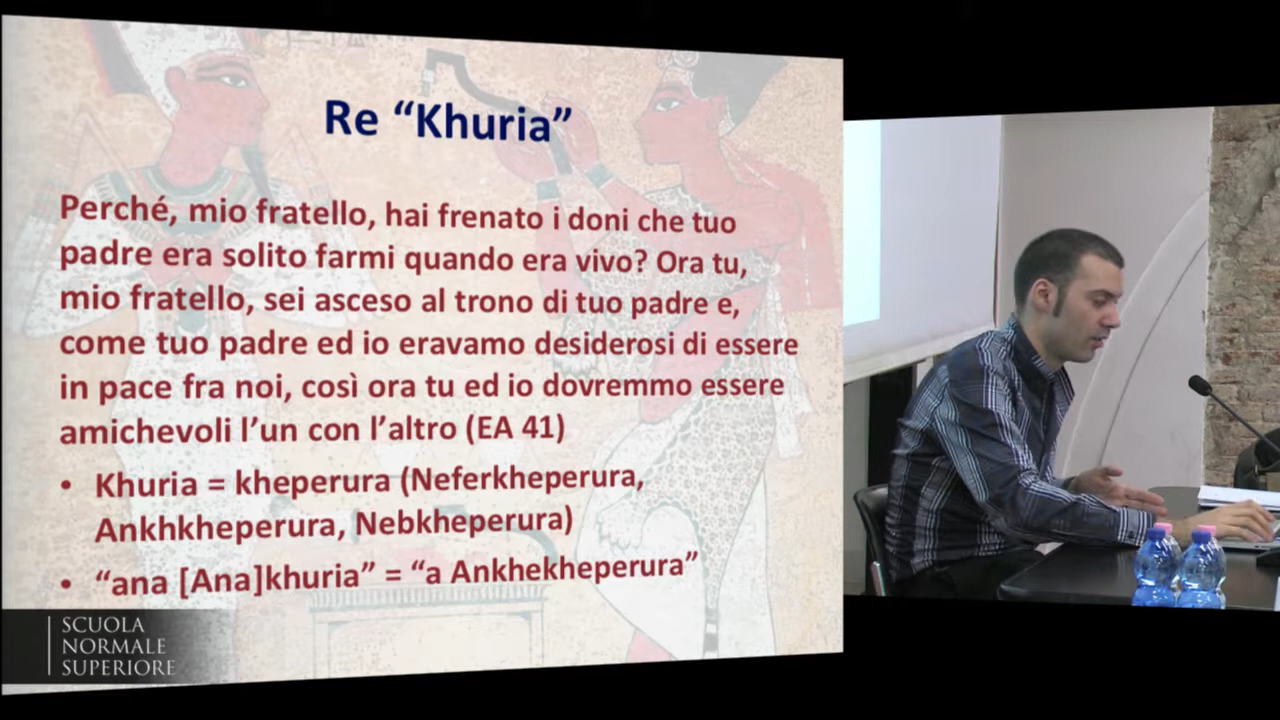 Re “Khuria”
Perché, mio fratello, hai frenato i doni che tuo
padre era solito farmi quando era vivo? Ora tu,
mio fratello, sei asceso al trono di tuo padre e,
come tuo padre ed io eravamo desiderosi di essere
in pace fra noi, così ora tu ed io dovremmo essere
amichevoli l’un con l’altro (EA 41)
• Khuria = kheperura (Neferkheperura,
Ankhkheperura, Nebkheperura)
• “ana [Ana]khuria” = “a Ankhekheperura”
SCUOLA
NORMALE
SUPERIORE